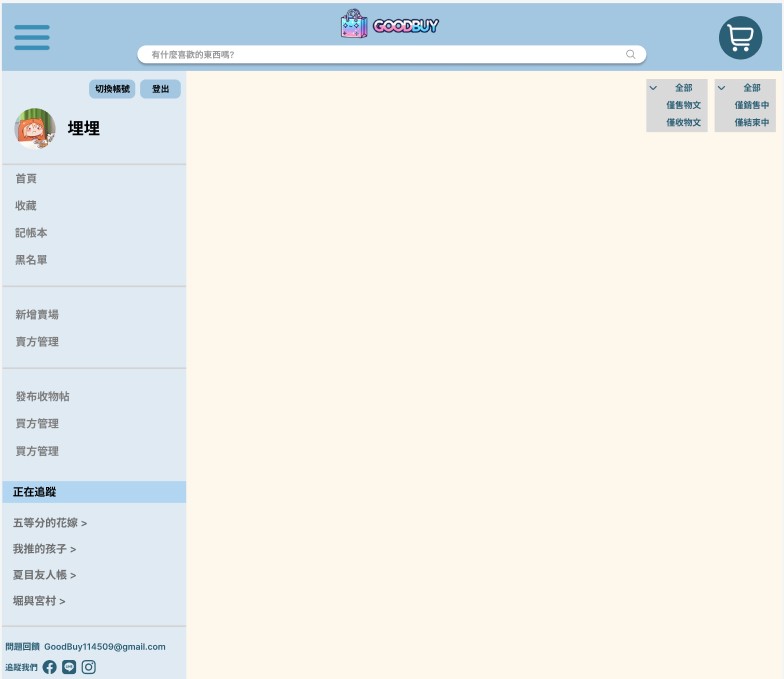 GOODBUY
有什麼喜歡的東西嗎?
切換帳號 登出
埋埋
首頁
收藏
記帳本
黑名單
新增賣場
賣方管理
發布收物帖
買方管理
買方管理
正在追蹤
五等分的花嫁 >
我推的孩子 >
夏目友人帳 >
堀與宮村 >
問題回饋 GoodBuy114509@gmail.com
追蹤我們
全部
僅售物文
僅收物文
全部
僅銷售中
僅結束中